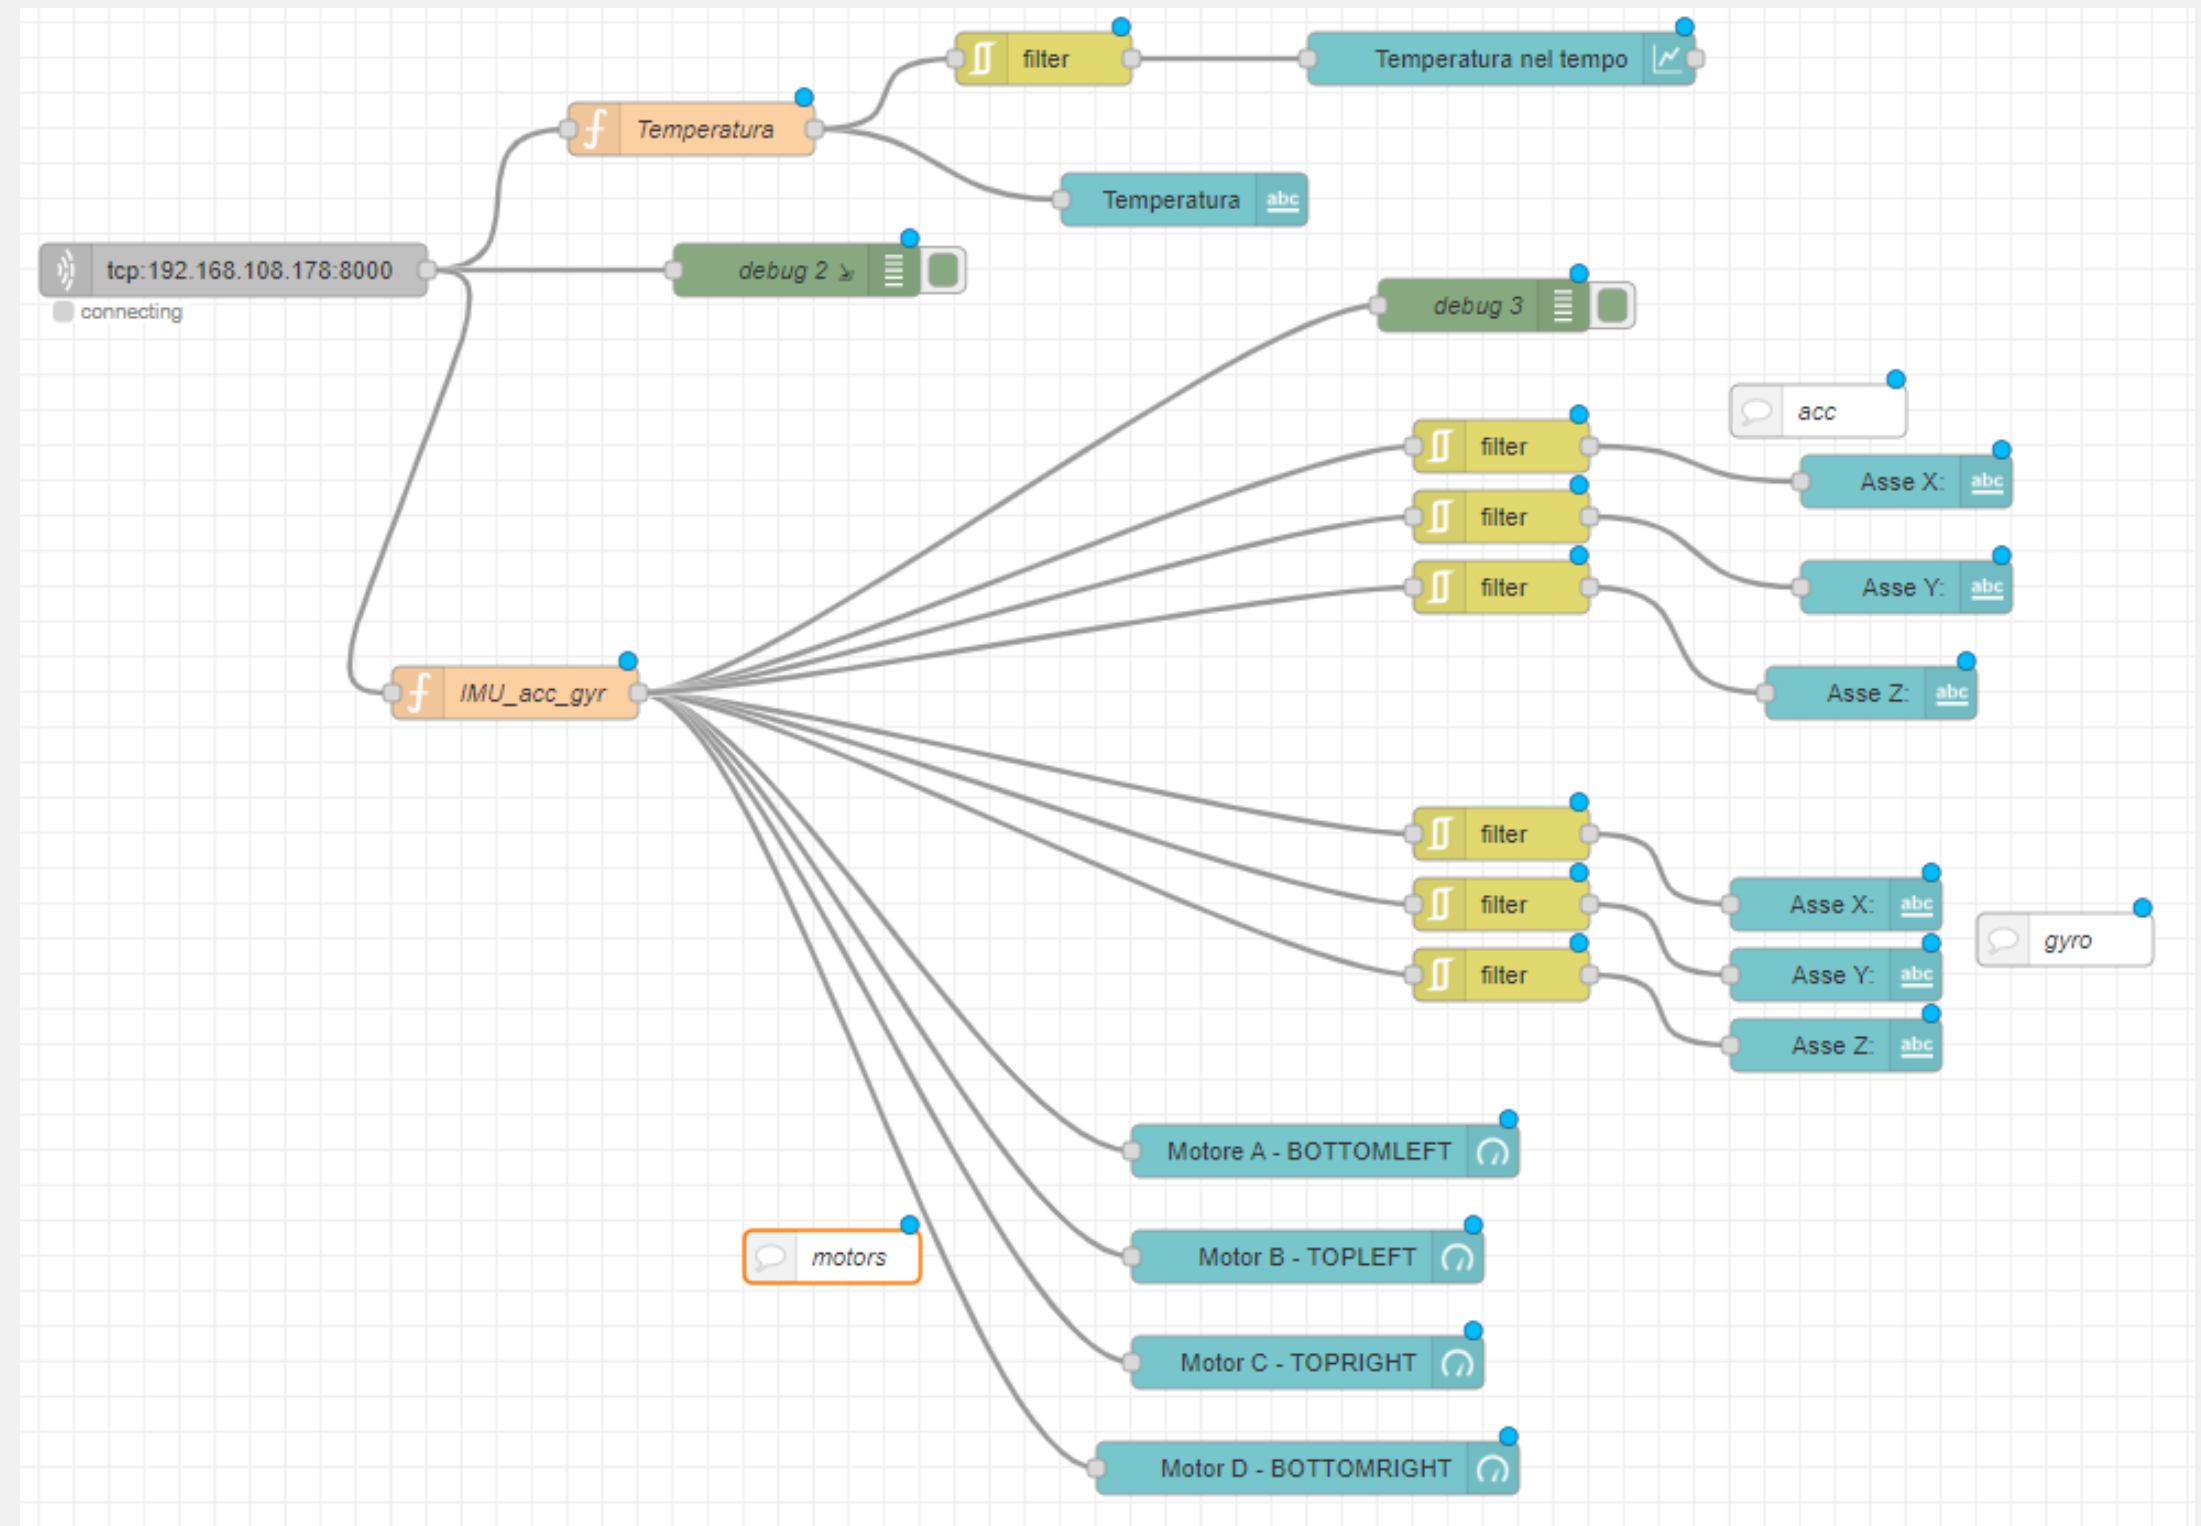 filter
Temperatura nel tempo
Temperatura
Temperatura abc
tcp:192.168.108.178:8000
connecting
debug 2
debug 3
acc
filter
Asse X: abc
filter
Asse Y: abc
filter
Asse Z: abc
IMU_acc_gyr
filter
filter
filter
Asse X: abc
Asse Y: abc
Asse Z: abc
gyro
Motore A - BOTTOMLEFT
motors
Motor B - TOPLEFT
Motor C - TOPRIGHT
Motor D - BOTTOMRIGHT